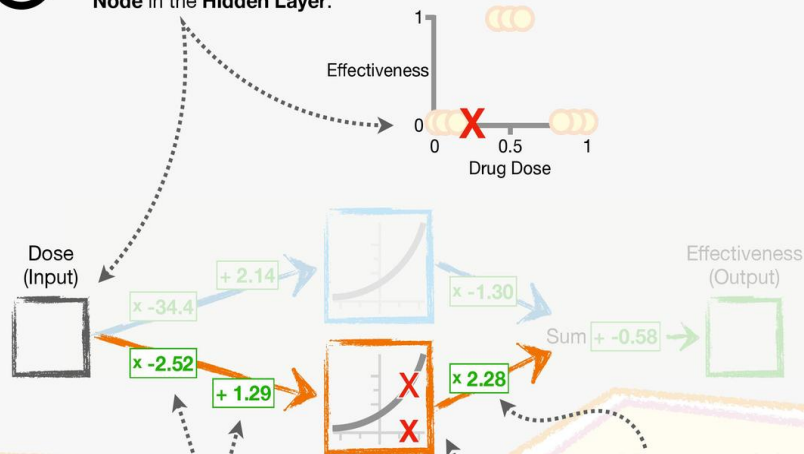 Node in the Hidden Layer.
1
Effectiveness
0
0
0.5
1
Drug Dose
Dose
(Input)
Effectiveness
(Output)
+ 2.14
x -34.4
x -1.30
Sum
+ -0.58
x -2.52
+ 1.29
x 2.28
X
X
X